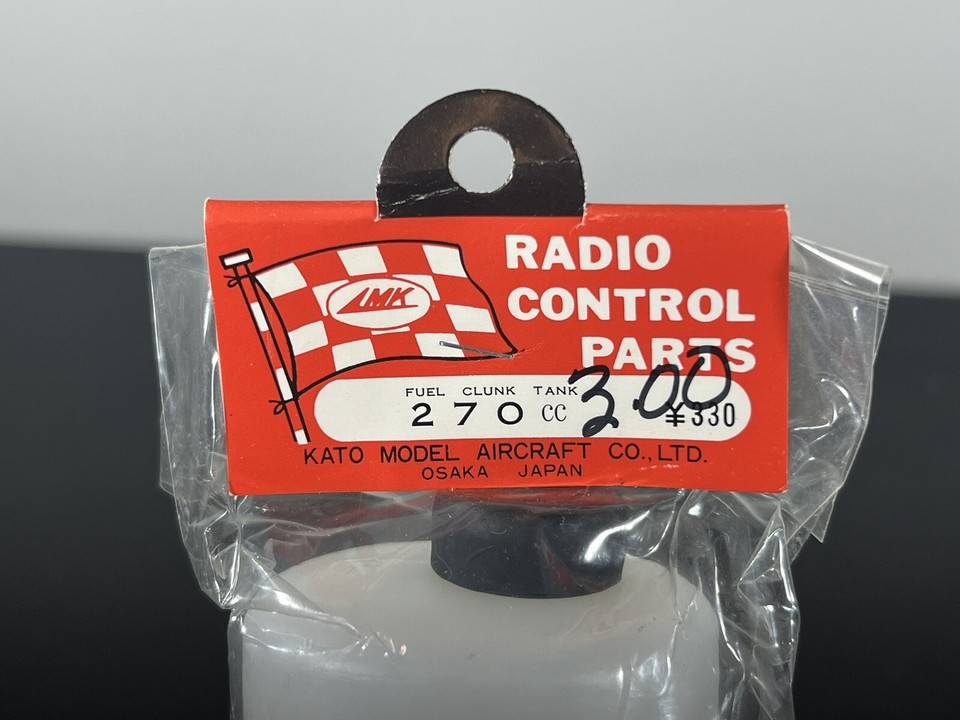 LMK
RADIO
CONTROL
PARTS
FUEL CLUNK TANK
270 CC 3.00 ¥330
KATO MODEL AIRCRAFT CO., LTD.
OSAKA JAPAN